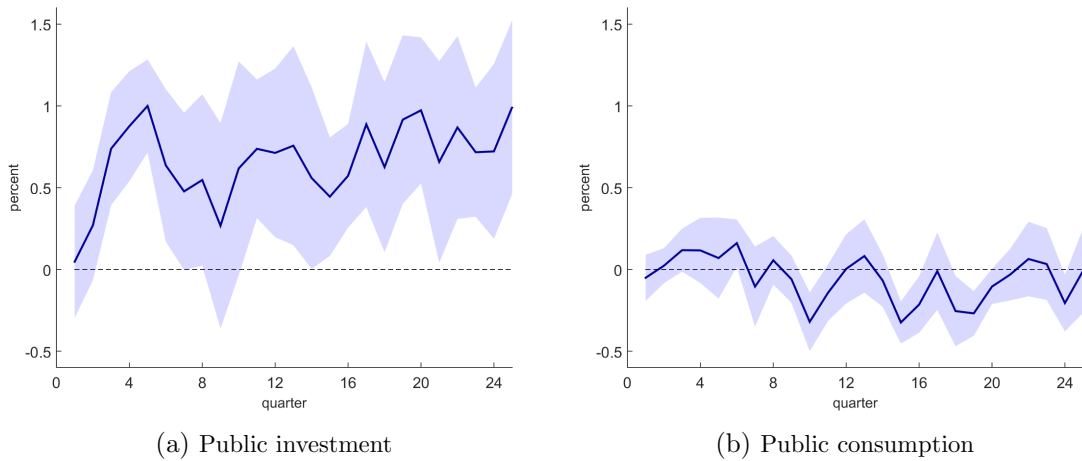 1.5
1
0.5
0
-0.5
percent
0 4 8 12 16 20 24
quarter
(a) Public investment
1.5
1
0.5
0
-0.5
percent
0 4 8 12 16 20 24
quarter
(b) Public consumption